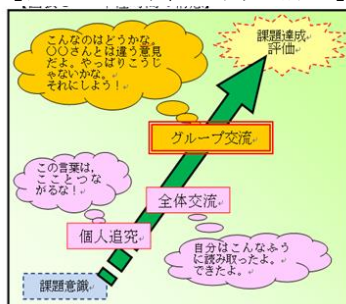 こんなのはどうかな。
〇〇さんとは違う意見
だよ。やっぱりこうじ
ゃないかな。
それにしよう！
課題達成
評価
グループ交流
この言葉は，
こことつな
がるな！
全体交流
個人追究
自分はこんなふう
に読み取ったよ。
できたよ。
課題意識